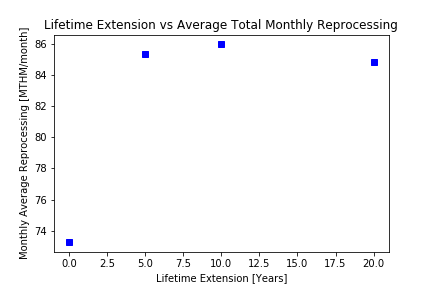 Lifetime Extension vs Average Total Monthly Reprocessing
Monthly Average Reprocessing [MTHM/month]
86
84
82
80
78
76
74
0.0 2.5 5.0 7.5 10.0 12.5 15.0 17.5 20.0
Lifetime Extension [Years]